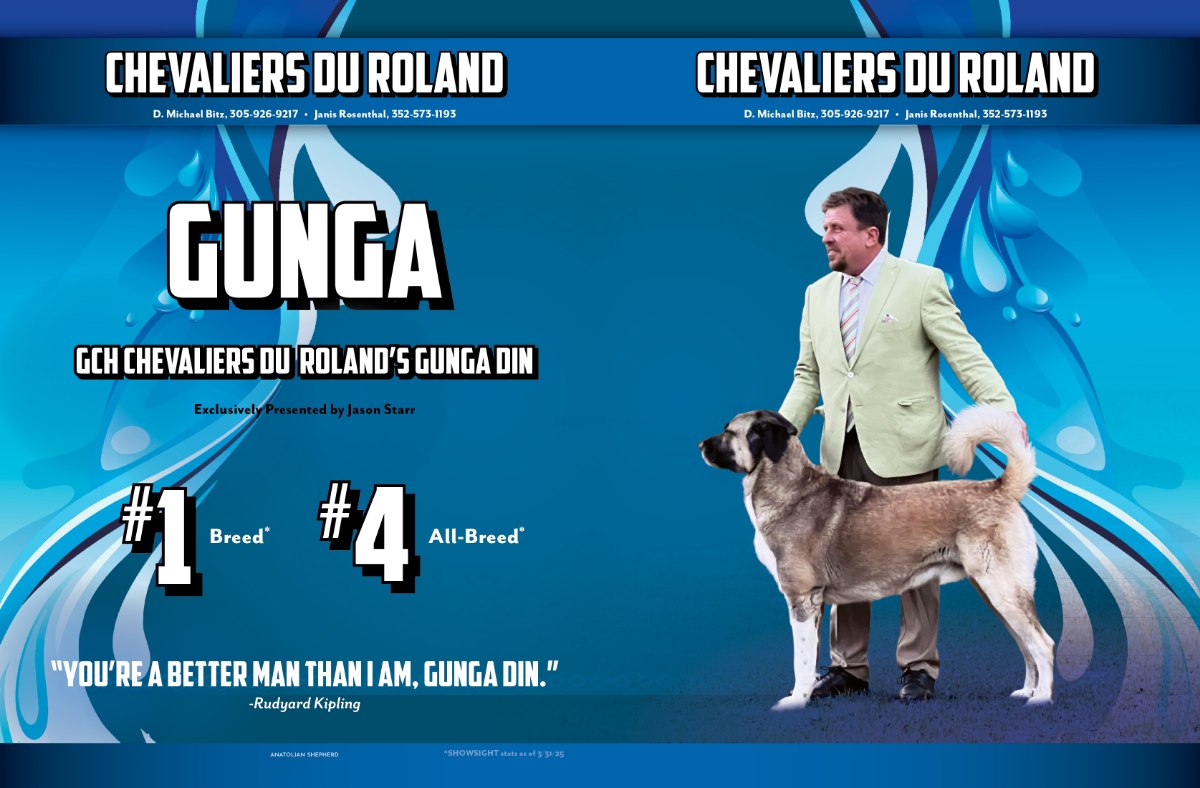 CHEVALIERS DU ROLAND
D. Michael Bitz, 305-926-9217 • Janis Rosenthal, 352-573-1193
CHEVALIERS DU ROLAND
D. Michael Bitz, 305-926-9217 • Janis Rosenthal, 352-573-1193
GUNGA
GCH CHEVALIERS DU ROLAND'S GUNGA DIN
Exclusively Presented by Jason Starr
#1 Breed* #4 All-Breed*
"YOU'RE A BETTER MAN THAN I AM, GUNGA DIN."
-Rudyard Kipling
ANATOLIAN SHEPHERD
*SHOWSIGHT stats as of 3/31/25